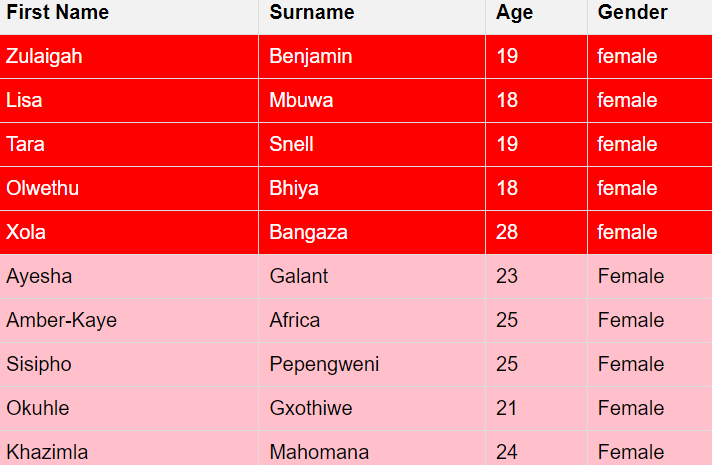 First Name Surname Age Gender
Zulaigah Benjamin 19 female
Lisa Mbuwa 18 female
Tara Snell 19 female
Olwethu Bhiya 18 female
Xola Bangaza 28 female
Ayesha Galant 23 Female
Amber-Kaye Africa 25 Female
Sisipho Pepengweni 25 Female
Okuhle Gxothiwe 21 Female
Khazimla Mahomana 24 Female